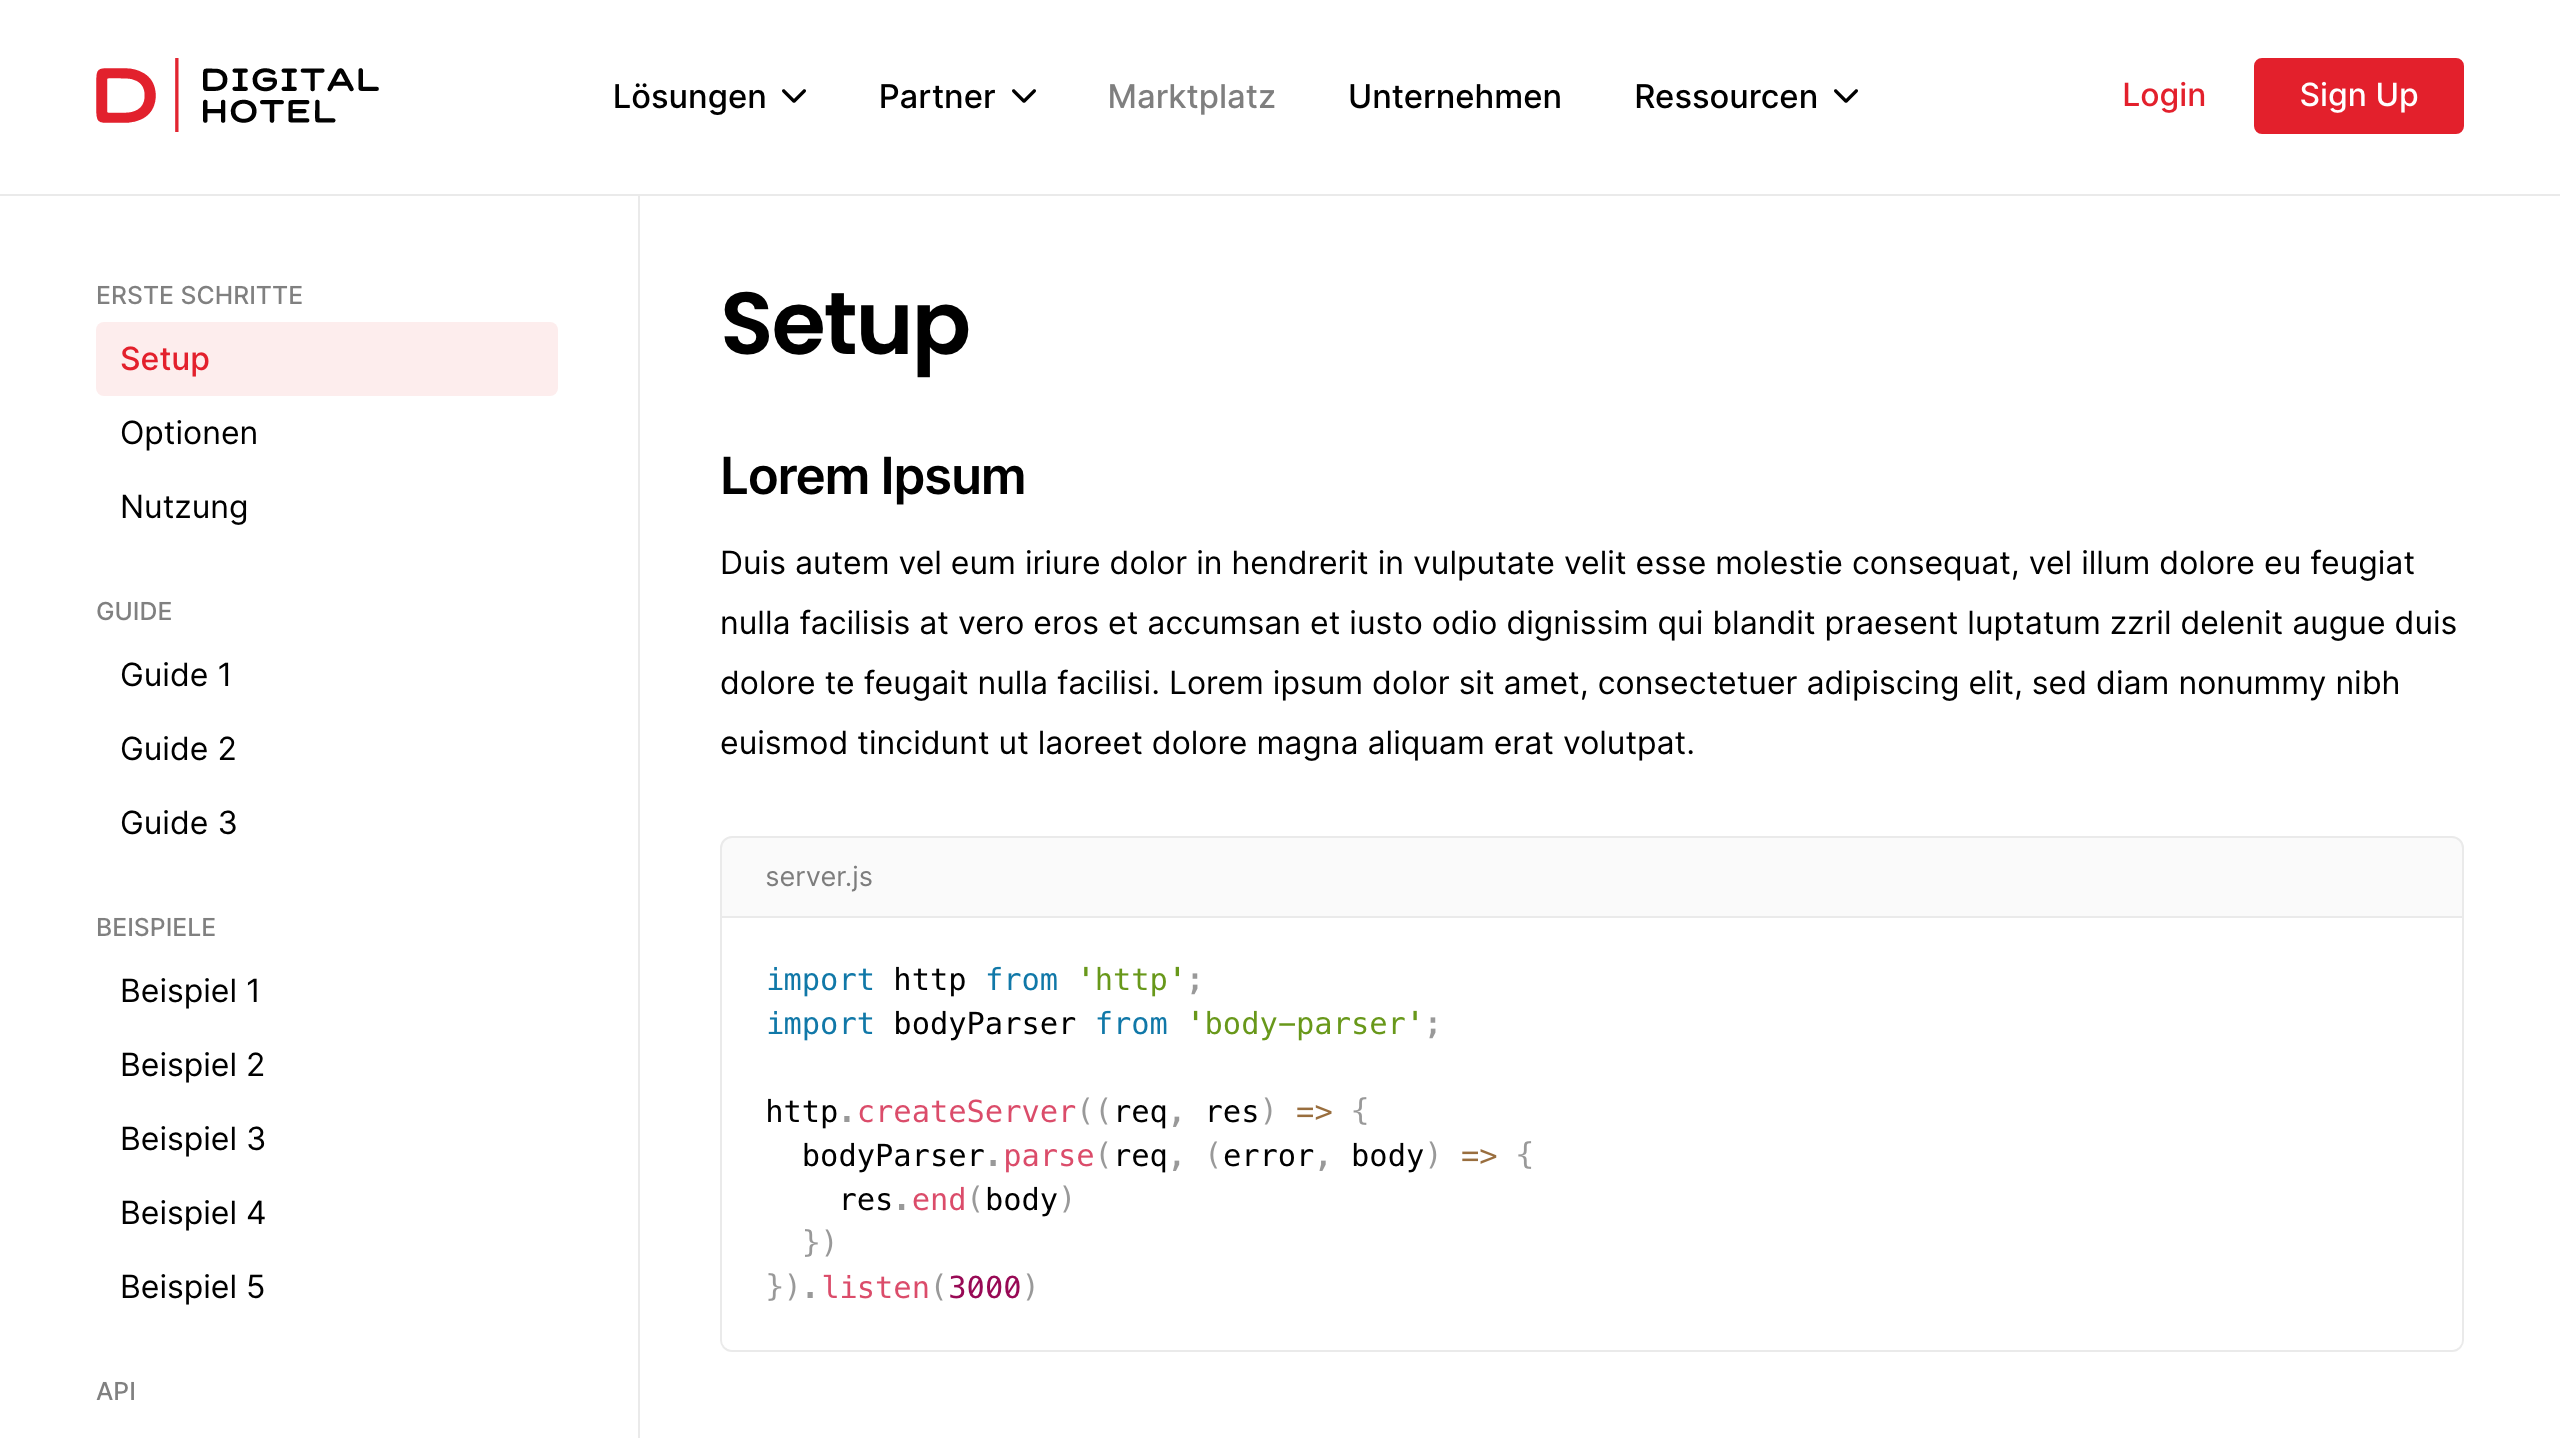 DIGITAL
HOTEL
Lösungen
Partner
Marktplatz
Unternehmen
Ressourcen
Login
Sign Up
ERSTE SCHRITTE
Setup
Optionen
Nutzung
GUIDE
Guide 1
Guide 2
Guide 3
BEISPIELE
Beispiel 1
Beispiel 2
Beispiel 3
Beispiel 4
Beispiel 5
API
Setup
Lorem Ipsum
Duis autem vel eum iriure dolor in hendrerit in vulputate velit esse molestie consequat, vel illum dolore eu feugiat
nulla facilisis at vero eros et accumsan et iusto odio dignissim qui blandit praesent luptatum zzril delenit augue duis
dolore te feugait nulla facilisi. Lorem ipsum dolor sit amet, consectetuer adipiscing elit, sed diam nonummy nibh
euismod tincidunt ut laoreet dolore magna aliquam erat volutpat.
server.js
import http from 'http';
import bodyParser from 'body-parser';
http.createServer((req, res) => {
  bodyParser.parse(req, (error, body) => {
    res.end(body)
  })
}).listen(3000)